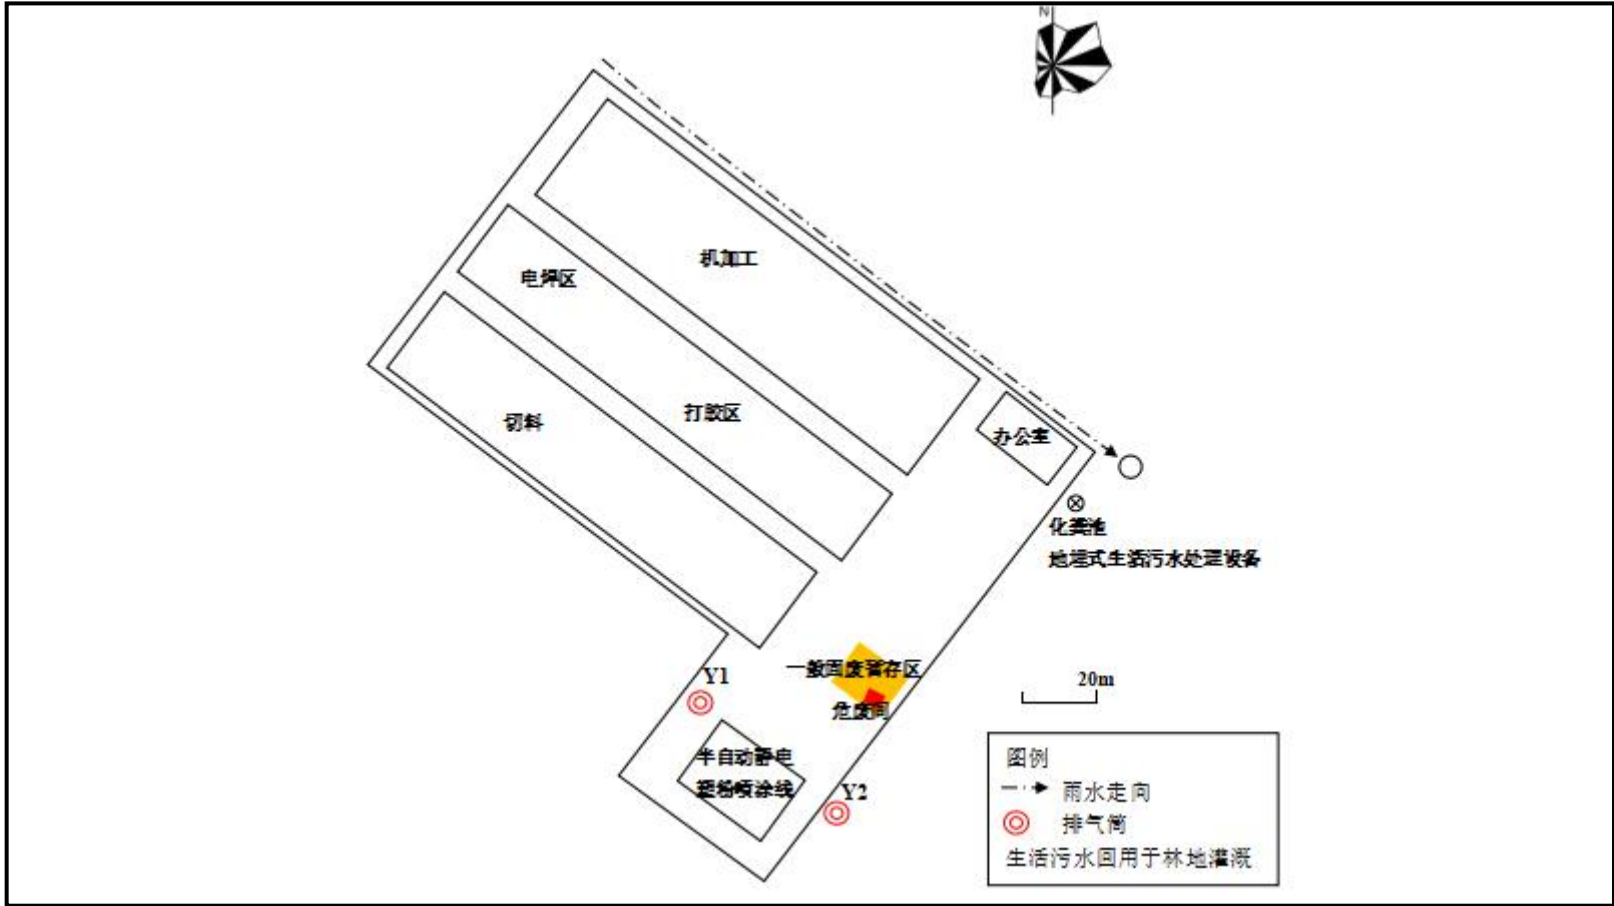 N
机加工
电焊区
打胶区
切料
办公室
化粪池
地埋式生活污水处理设备
一般固废暂存区
危废间
Y1
20m
半自动静电
塑粉喷涂线
Y2
图例
雨水走向
排气筒
生活污水回用于林地灌溉